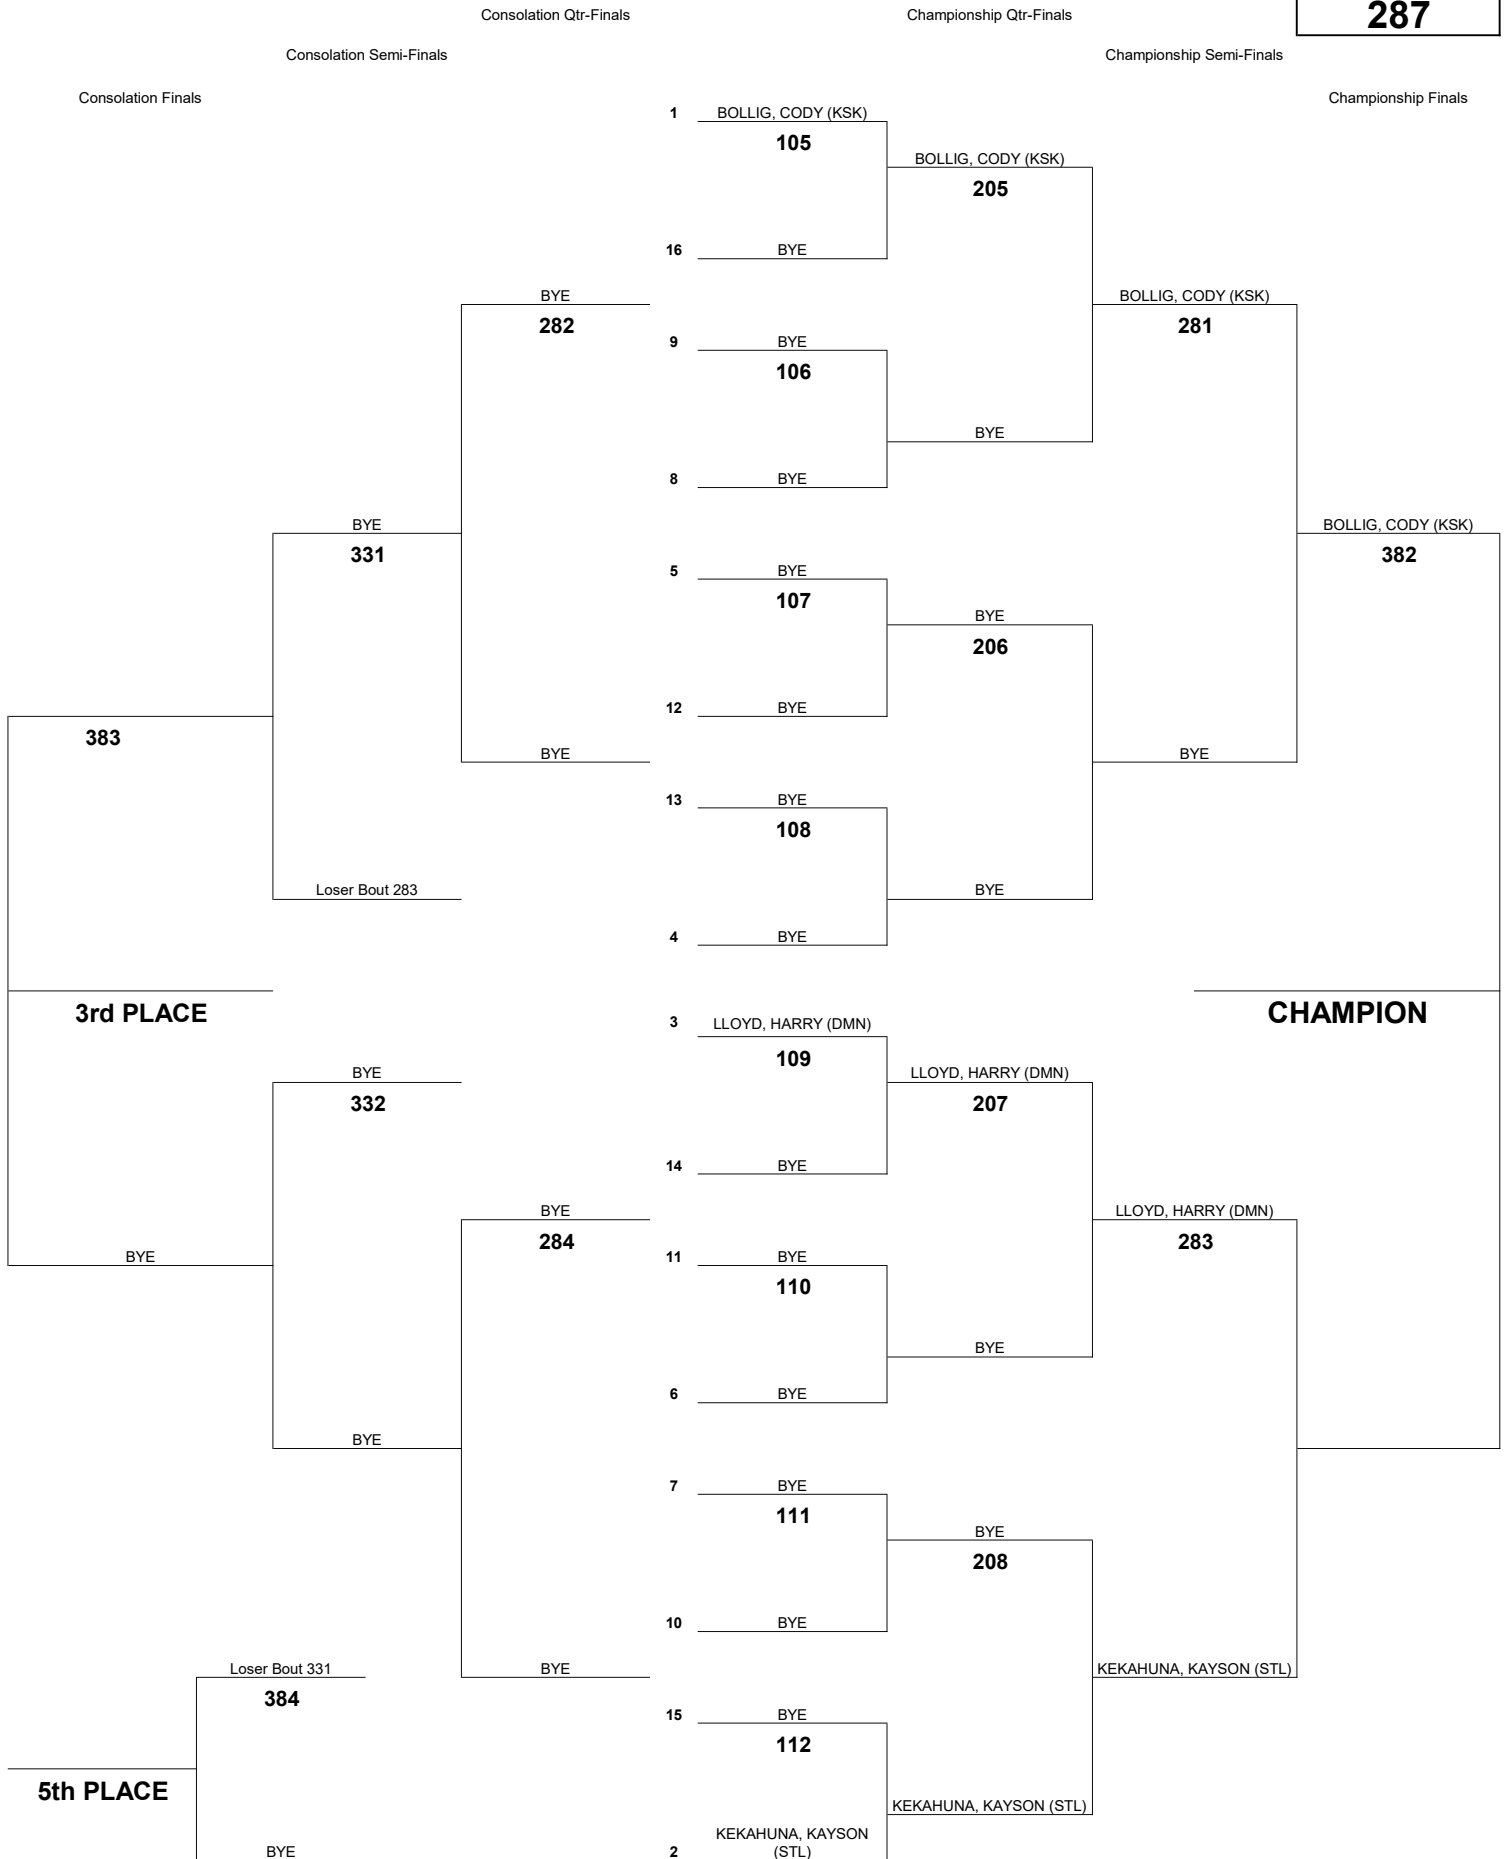 Consolation Qtr-Finals
Championship Qtr-Finals
287
Consolation Semi-Finals
Championship Semi-Finals
Consolation Finals
Championship Finals
1 BOLLIG, CODY (KSK)
105
BOLLIG, CODY (KSK)
205
16 BYE
BYE
282
BOLLIG, CODY (KSK)
281
9 BYE
106
BYE
8 BYE
BYE
331
BOLLIG, CODY (KSK)
382
5 BYE
107
BYE
206
12 BYE
383
BYE
BYE
13 BYE
108
Loser Bout 283
BYE
4 BYE
3rd PLACE
CHAMPION
3 LLOYD, HARRY (DMN)
109
BYE
332
LLOYD, HARRY (DMN)
207
14 BYE
BYE
284
LLOYD, HARRY (DMN)
283
BYE
11 BYE
110
BYE
6 BYE
BYE
7 BYE
111
BYE
208
10 BYE
Loser Bout 331
384
BYE
KEKAHUNA, KAYSON (STL)
15 BYE
112
5th PLACE
KEKAHUNA, KAYSON (STL)
BYE
2 KEKAHUNA, KAYSON
(STL)